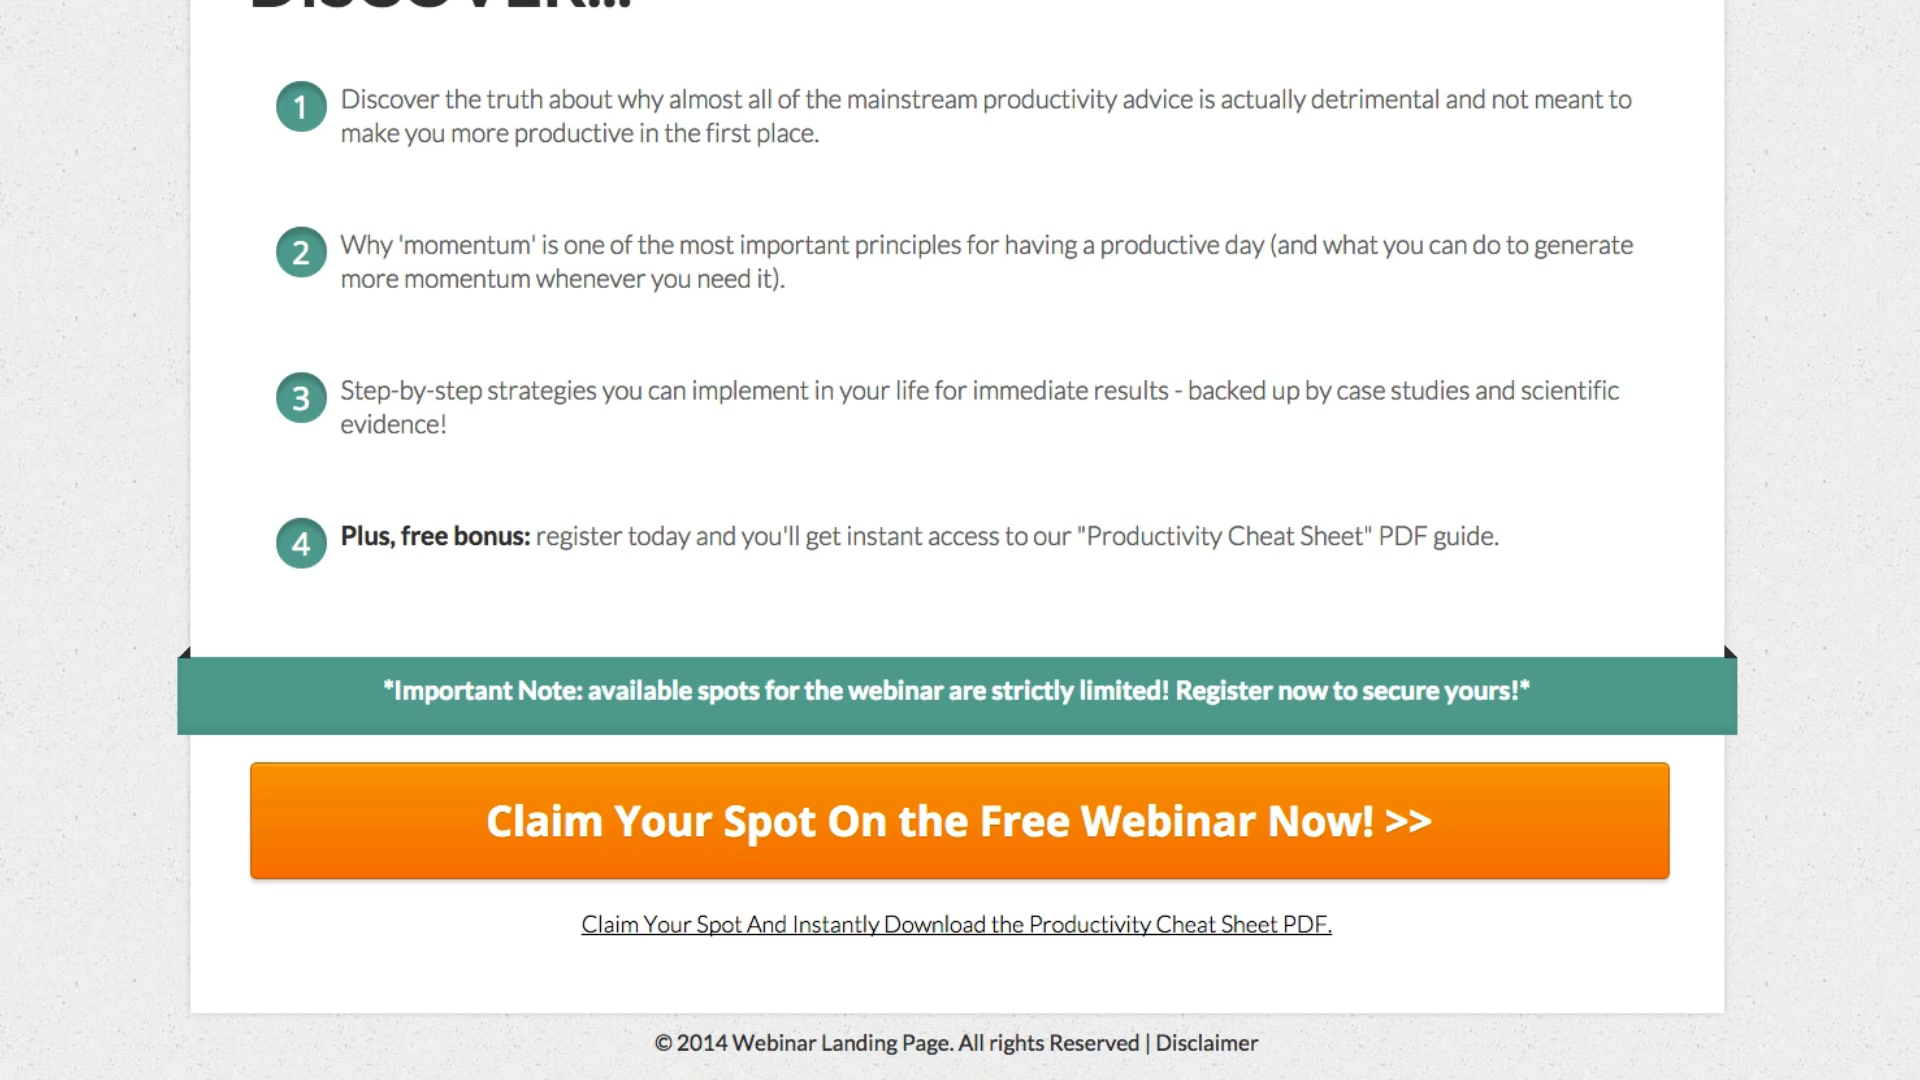 DISCOVER...
1 Discover the truth about why almost all of the mainstream productivity advice is actually detrimental and not meant to
make you more productive in the first place.
2 Why 'momentum' is one of the most important principles for having a productive day (and what you can do to generate
more momentum whenever you need it).
3 Step-by-step strategies you can implement in your life for immediate results - backed up by case studies and scientific
evidence!
4 Plus, free bonus: register today and you'll get instant access to our "Productivity Cheat Sheet" PDF guide.
*Important Note: available spots for the webinar are strictly limited! Register now to secure yours!*
Claim Your Spot On the Free Webinar Now! >>
Claim Your Spot And Instantly Download the Productivity Cheat Sheet PDF.
© 2014 Webinar Landing Page. All rights Reserved | Disclaimer